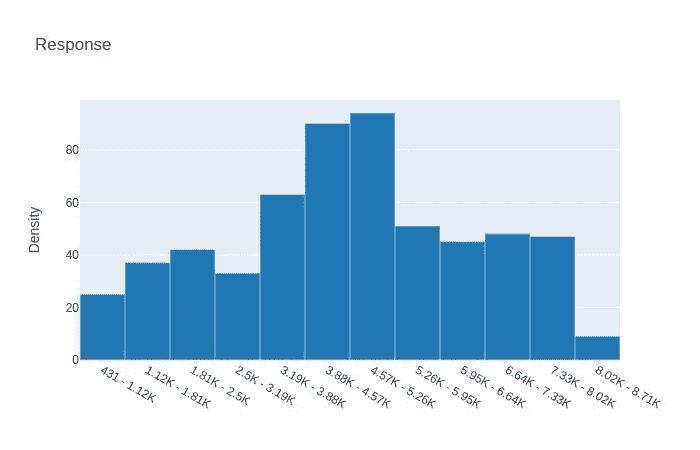 Response
Density
80
60
40
20
0
431 - 1.12K
1.12K - 1.81K
1.81K - 2.5K
2.5K - 3.19K
3.19K - 3.88K
3.88K - 4.57K
4.57K - 5.26K
5.26K - 5.95K
5.95K - 6.64K
6.64K - 7.33K
7.33K - 8.02K
8.02K - 8.71K